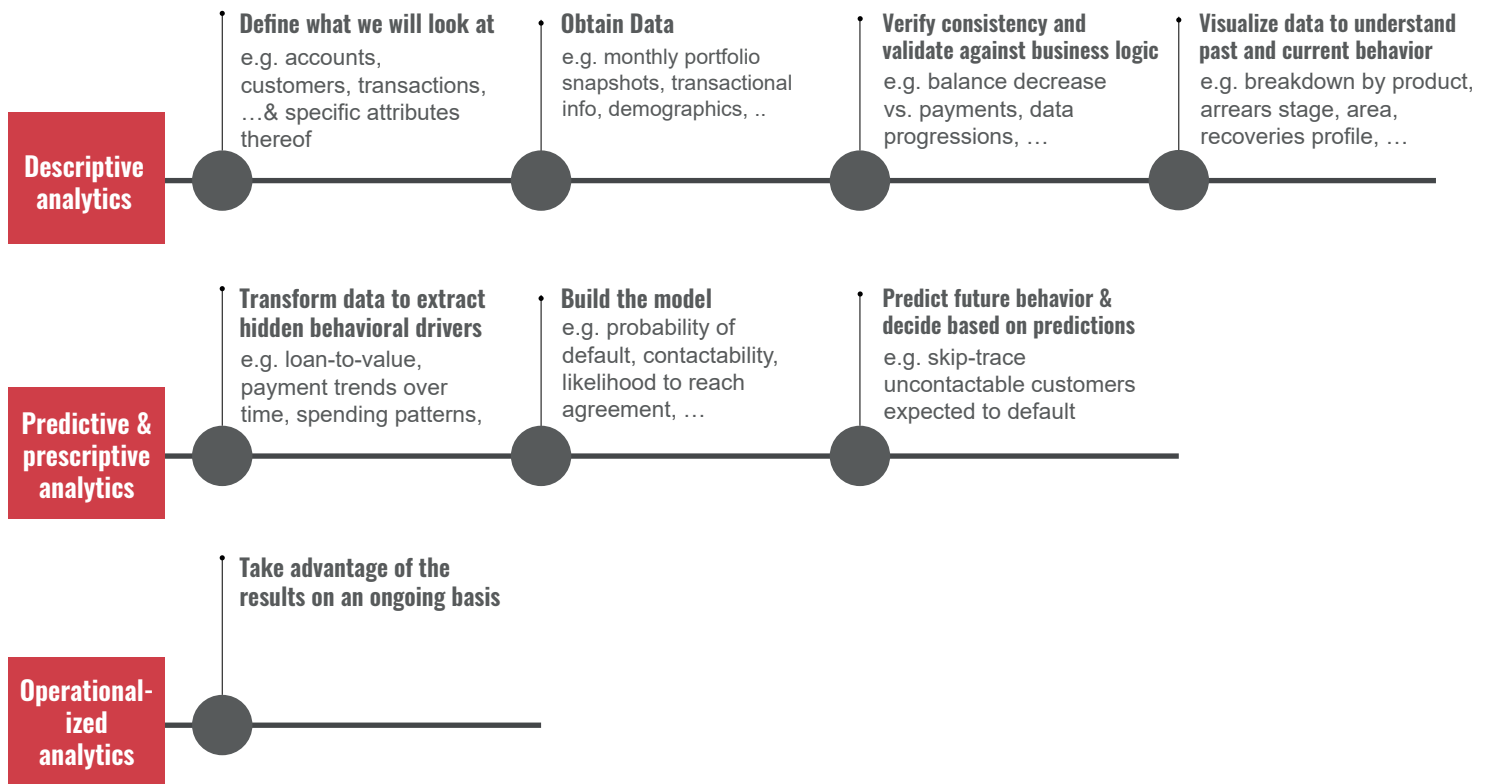 Descriptive
analytics
Define what we will look at
e.g. accounts,
customers, transactions,
…& specific attributes
thereof
Obtain Data
e.g. monthly portfolio
snapshots, transactional
info, demographics, ..
Verify consistency and
validate against business logic
e.g. balance decrease
vs. payments, data
progressions, …
Visualize data to understand
past and current behavior
e.g. breakdown by product,
arrears stage, area,
recoveries profile, …
Predictive &
prescriptive
analytics
Transform data to extract
hidden behavioral drivers
e.g. loan-to-value,
payment trends over
time, spending patterns,
Build the model
e.g. probability of
default, contactability,
likelihood to reach
agreement, …
Predict future behavior &
decide based on predictions
e.g. skip-trace
uncontactable customers
expected to default
Operational-
ized
analytics
Take advantage of the
results on an ongoing basis